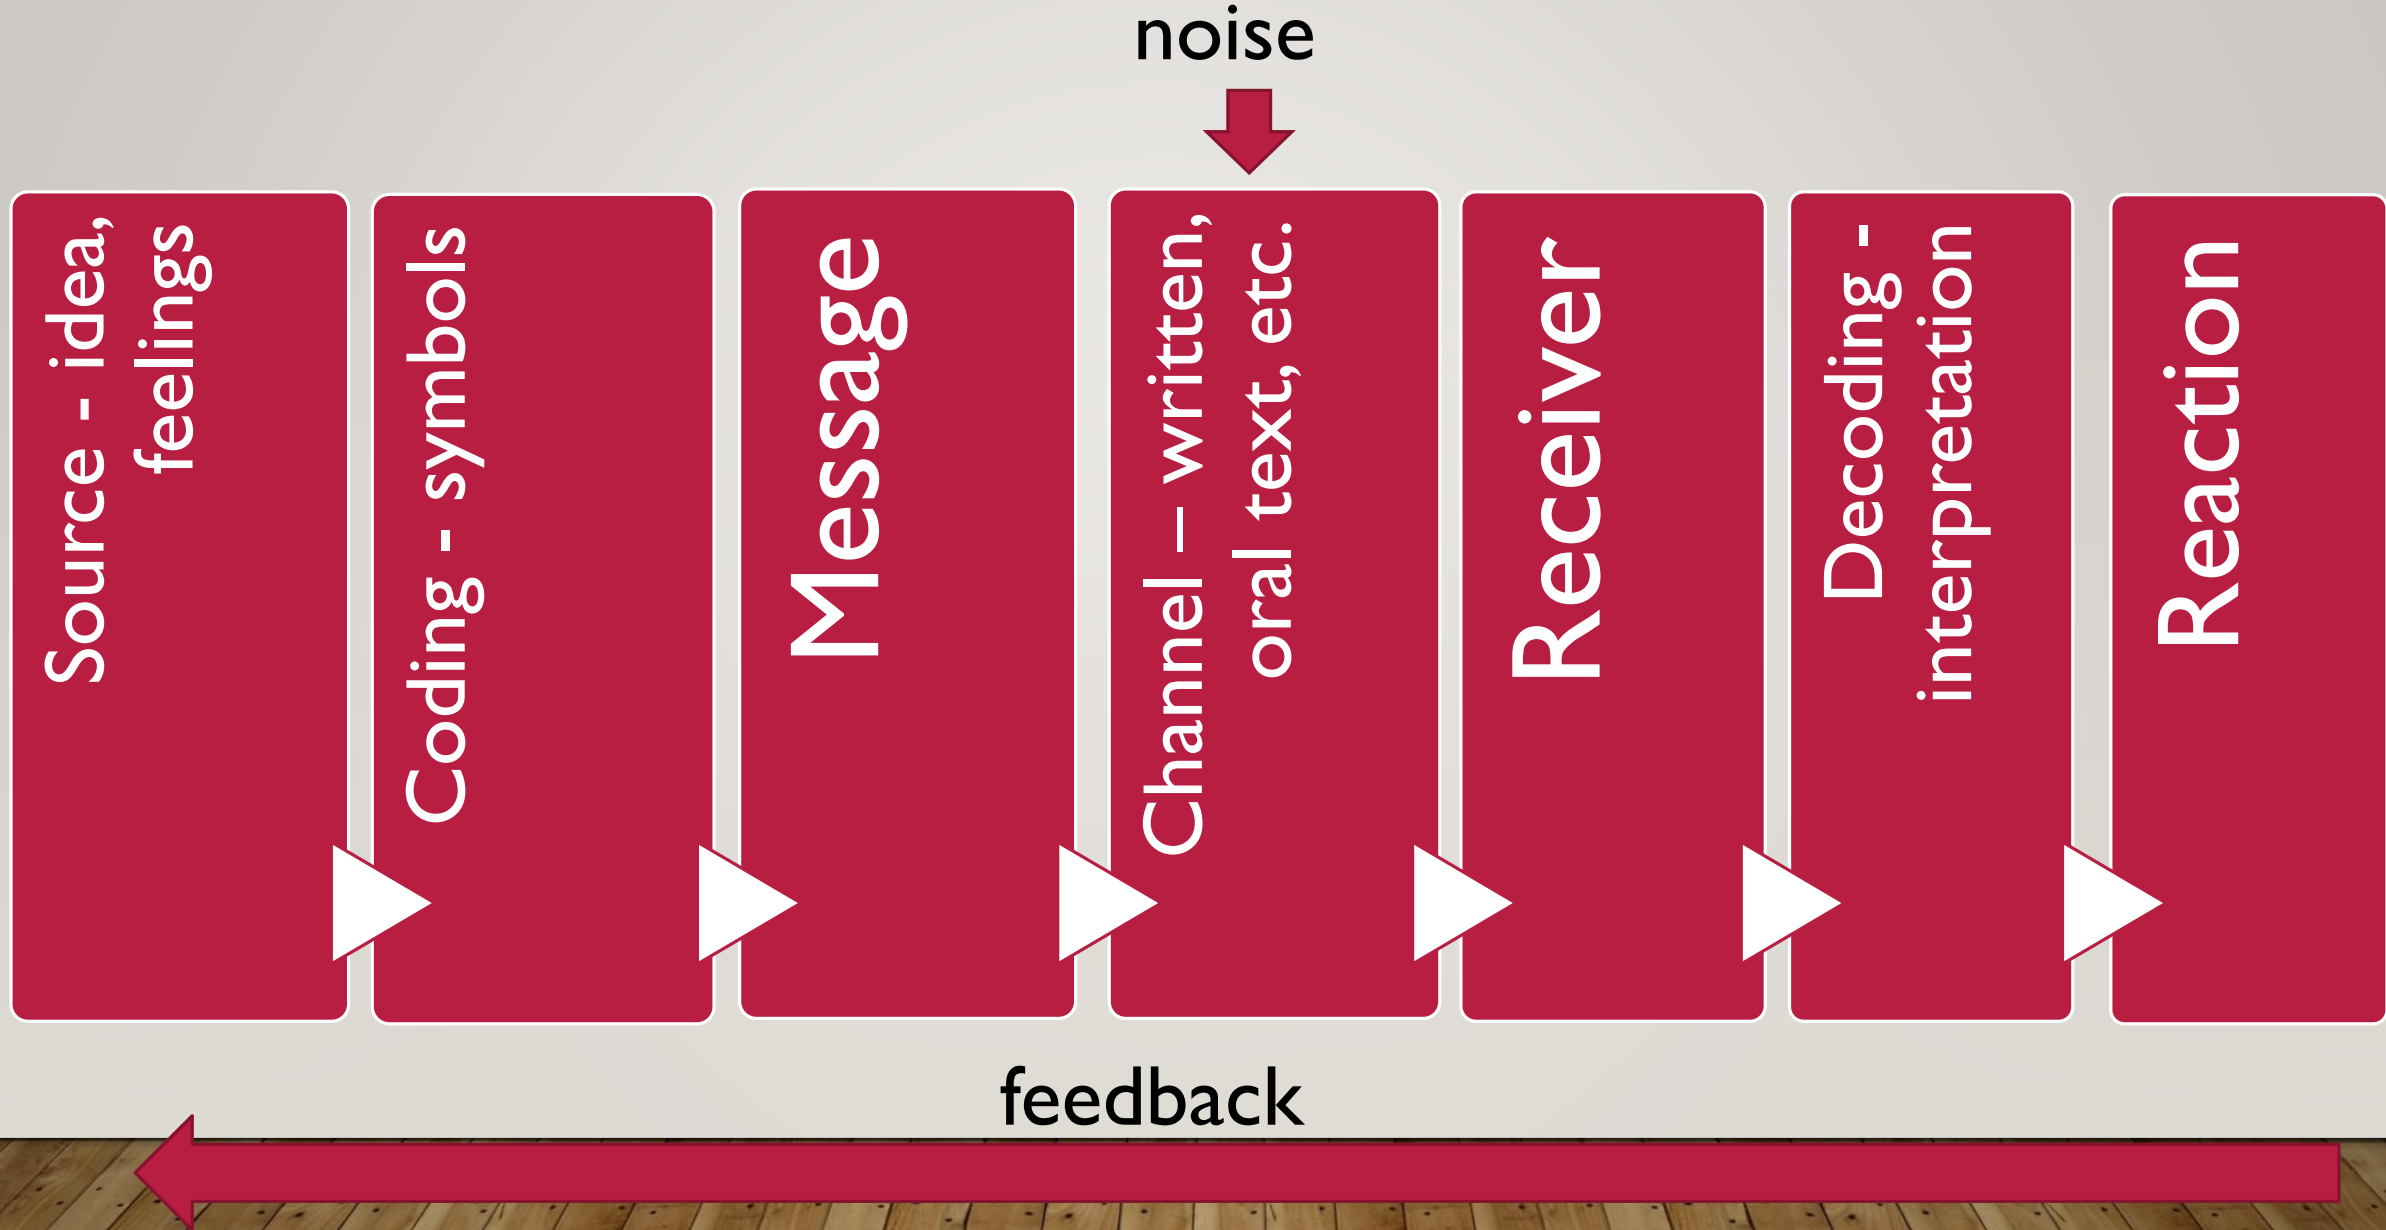 noise
Source - idea,
feelings
Coding - symbols
Message
Channel – written,
oral text, etc.
Receiver
Decoding -
interpretation
Reaction
feedback